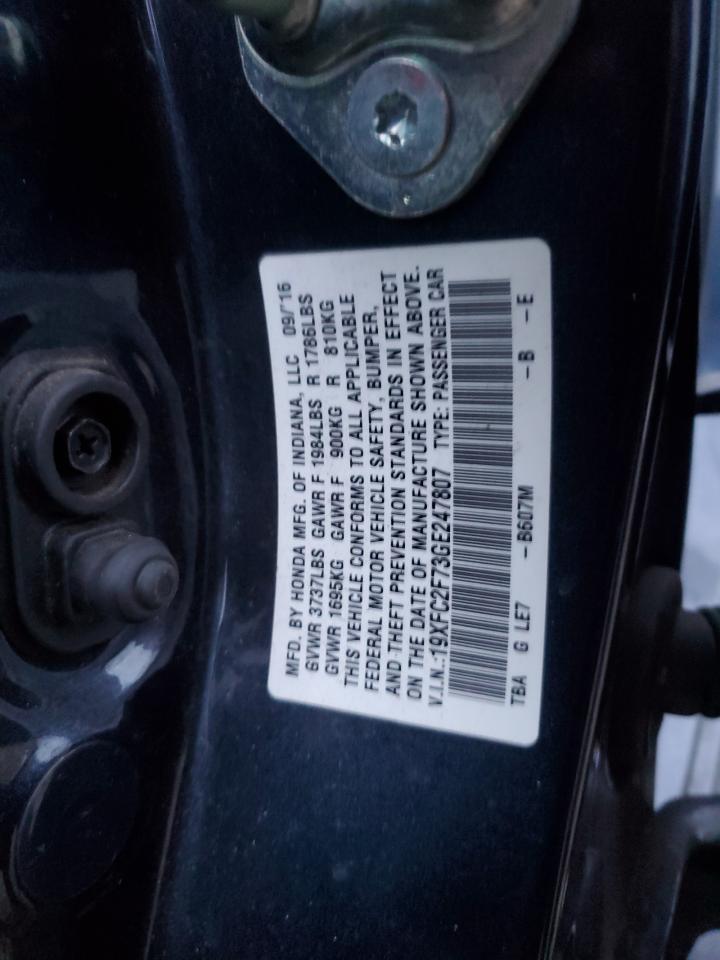 MFD. BY HONDA MFG. OF INDIANA, LLC 09/'16
GVWR 3737LBS GAWR F 1984LBS R 1786LBS
GVWR 1695KG GAWR F 900KG R 810KG
THIS VEHICLE CONFORMS TO ALL APPLICABLE
FEDERAL MOTOR VEHICLE SAFETY, BUMPER,
AND THEFT PREVENTION STANDARDS IN EFFECT
ON THE DATE OF MANUFACTURE SHOWN ABOVE.
V.I.N.:19XFC2F73GE247807 TYPE: PASSENGER CAR
TBA G LE7 -B607M -B -E